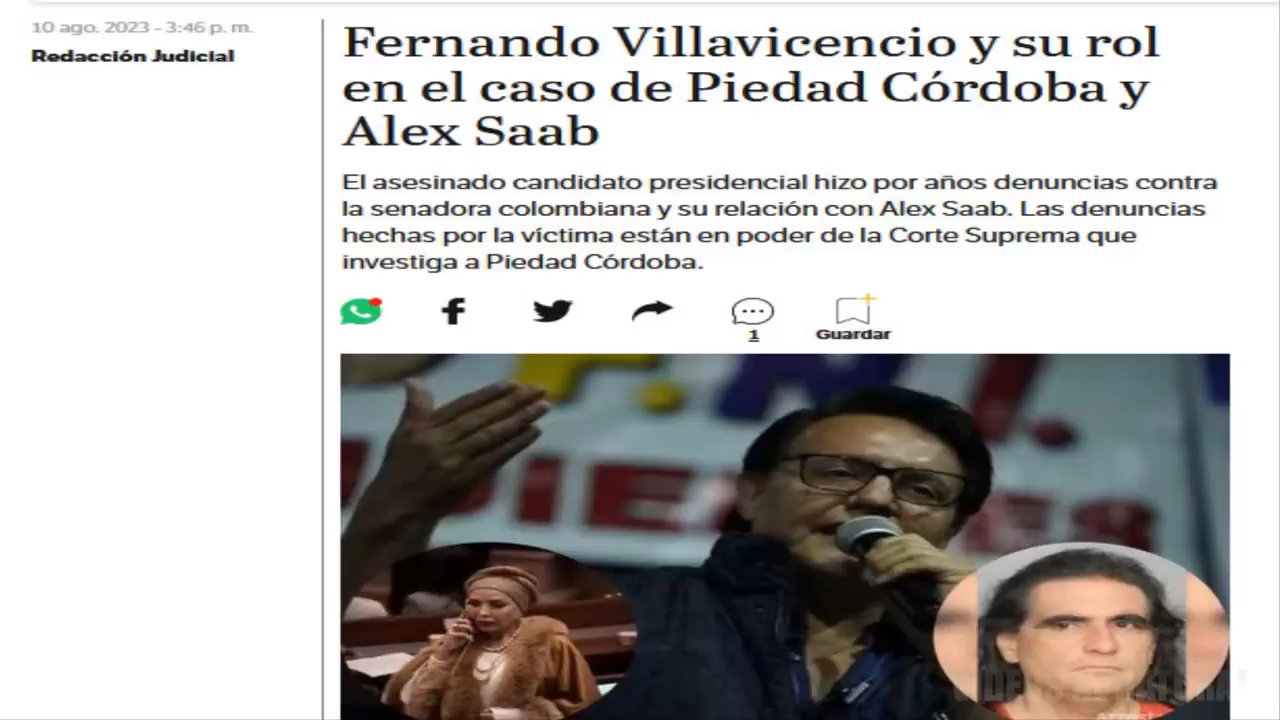 10 ago. 2023 - 3:46 p. m.
Redacción Judicial
Fernando Villavicencio y su rol
en el caso de Piedad Córdoba y
Alex Saab
El asesinado candidato presidencial hizo por años denuncias contra
la senadora colombiana y su relación con Alex Saab. Las denuncias
hechas por la víctima están en poder de la Corte Suprema que
investiga a Piedad Córdoba.
1
Guardar